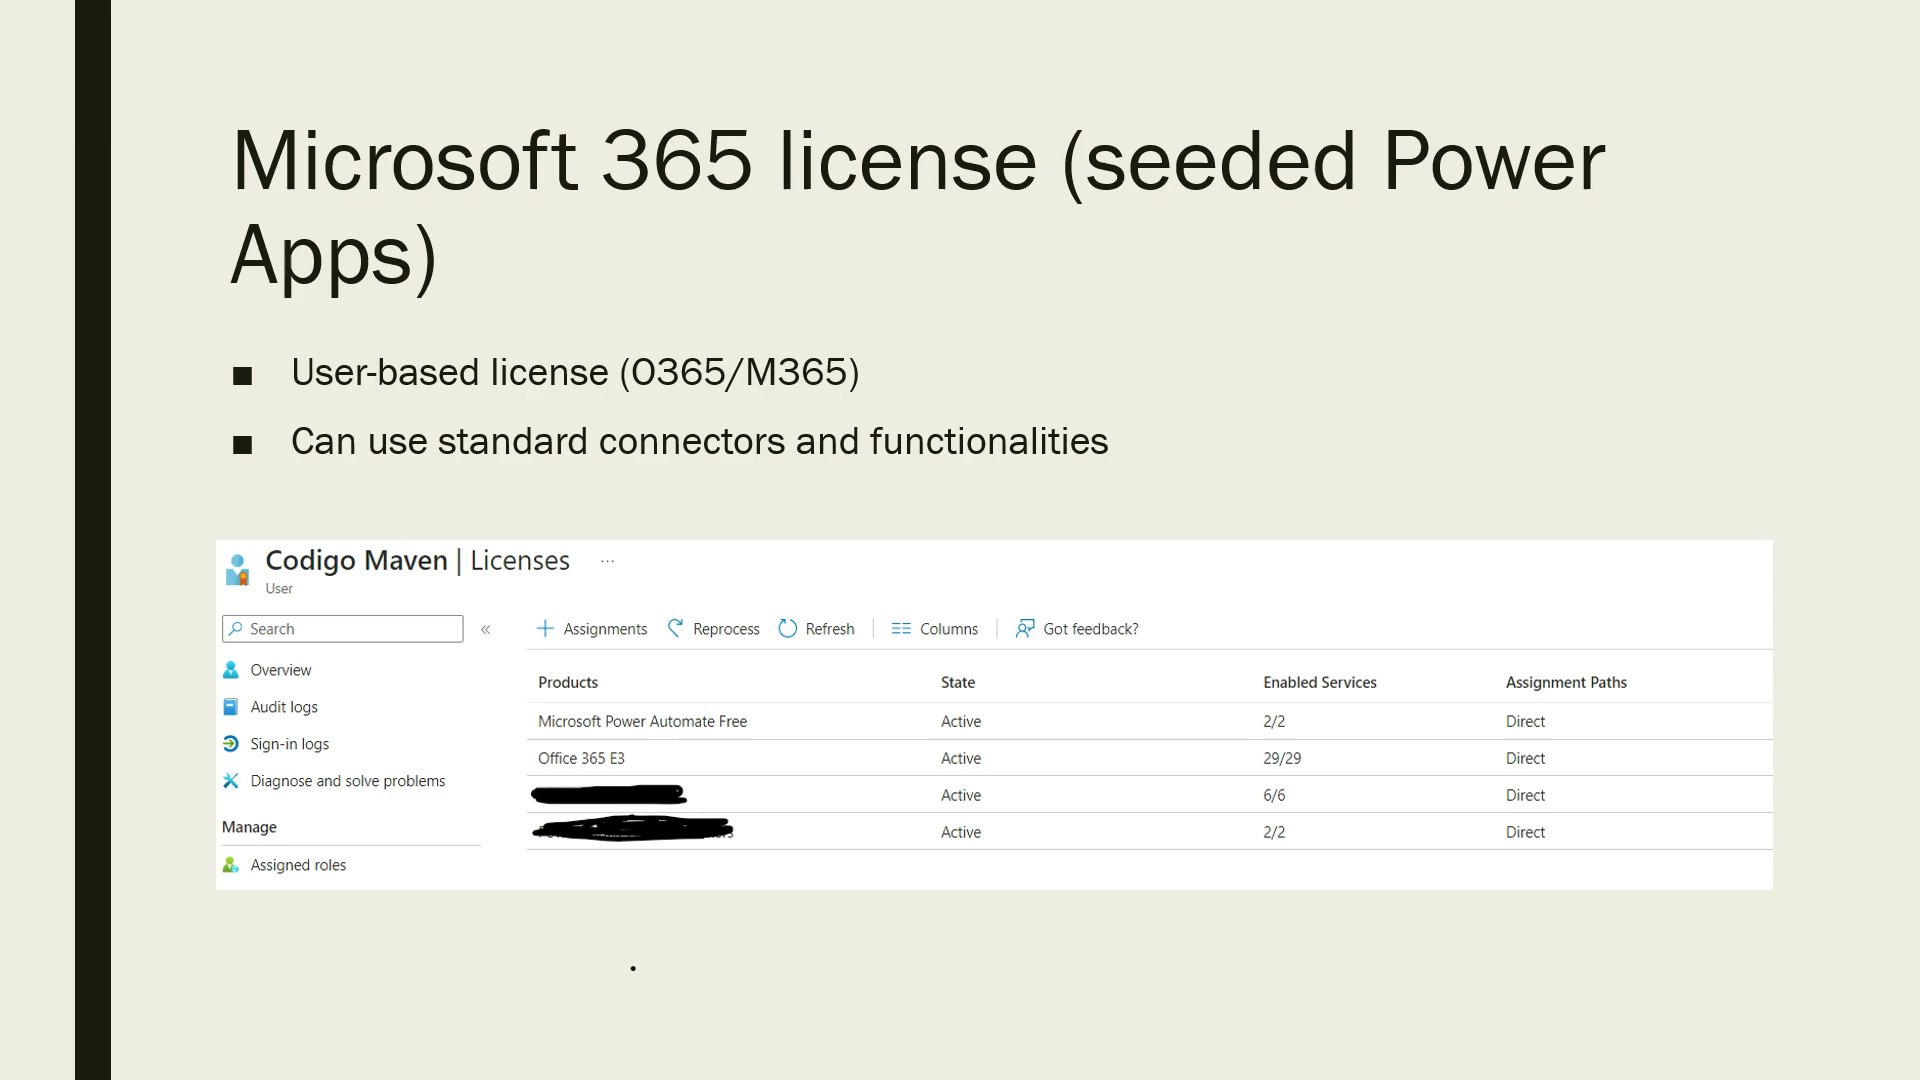 Microsoft 365 license (seeded Power
Apps)
■ User-based license (O365/M365)
■ Can use standard connectors and functionalities
Codigo Maven | Licenses ...
User
Search «
Assignments Reprocess Refresh | Columns | Got feedback?
Overview
Audit logs
Sign-in logs
Diagnose and solve problems
Manage
Assigned roles
Products State Enabled Services Assignment Paths
Microsoft Power Automate Free Active 2/2 Direct
Office 365 E3 Active 29/29 Direct
Active 6/6 Direct
Active 2/2 Direct